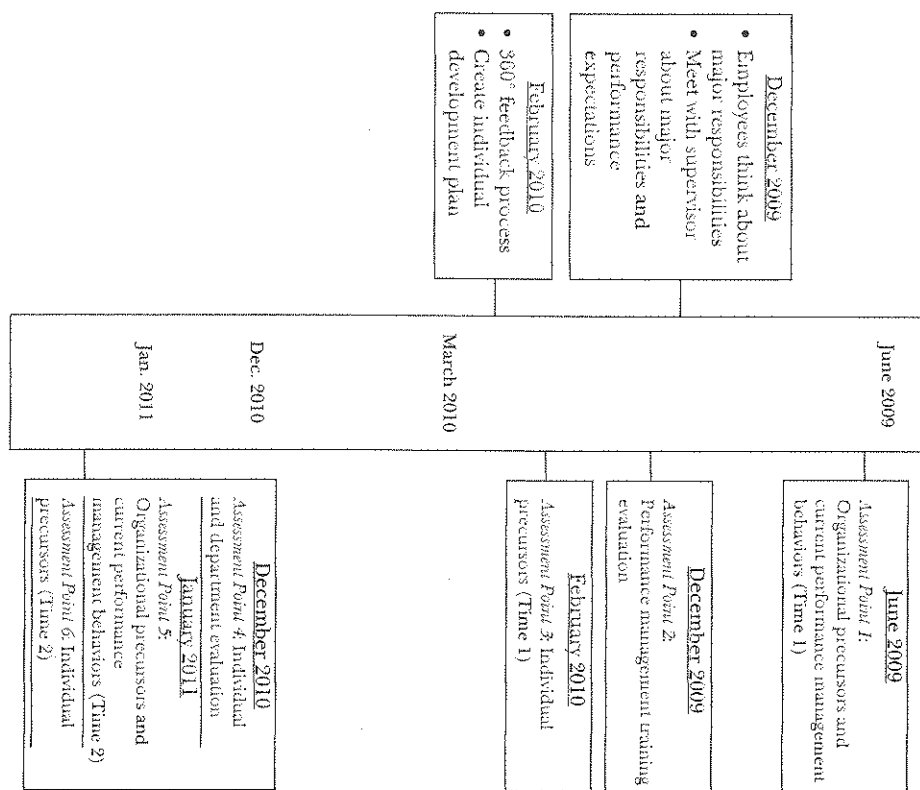 December 2009
• Employees think about
major responsibilities
• Meet with supervisor
about major
responsibilities and
performance
expectations
February 2010
• 360° feedback process
• Create individual
development plan
June 2009
March 2010
Dec. 2010
Jan. 2011
June 2009
Assessment Point 1:
Organizational precursors and
current performance management
behaviors (Time 1)
December 2009
Assessment Point 2:
Performance management training
evaluation
February 2010
Assessment Point 3: Individual
precursors (Time 1)
December 2010
Assessment Point 4: Individual
and department evaluation
January 2011
Assessment Point 5:
Organizational precursors and
current performance
management behaviors (Time 2)
Assessment Point 6: Individual
precursors (Time 2)